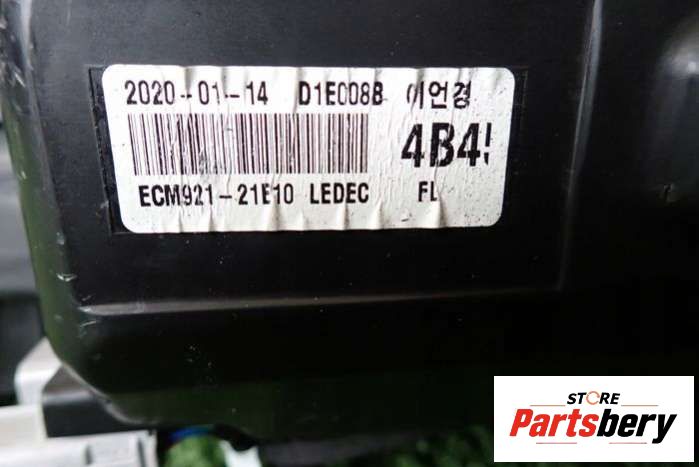 2020-01-14 D1E008B 이언경
4B4
ECM921-21E10 LEDEC FL
STORE
Partsbery